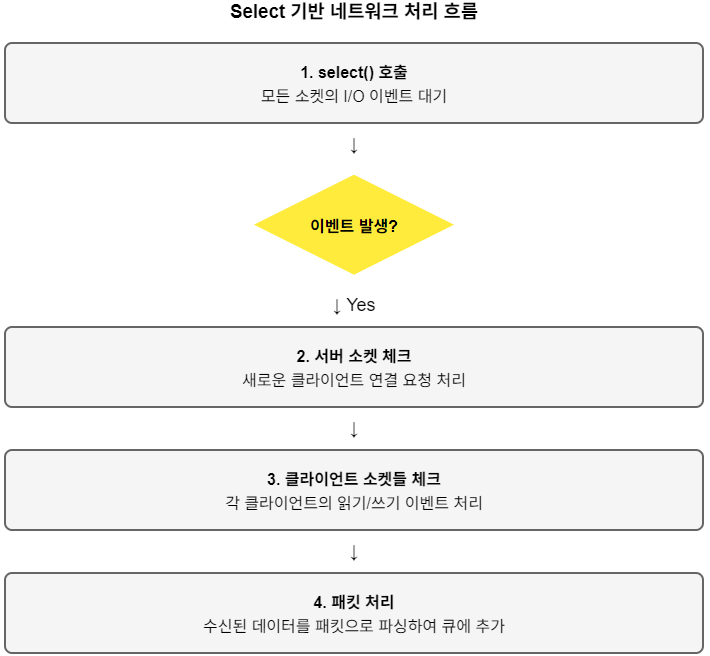 Select 기반 네트워크 처리 흐름
1. select() 호출
모든 소켓의 I/O 이벤트 대기
↓
이벤트 발생?
↓ Yes
2. 서버 소켓 체크
새로운 클라이언트 연결 요청 처리
↓
3. 클라이언트 소켓들 체크
각 클라이언트의 읽기/쓰기 이벤트 처리
↓
4. 패킷 처리
수신된 데이터를 패킷으로 파싱하여 큐에 추가